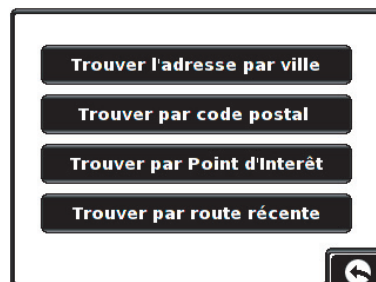 Trouver l'adresse par ville
Trouver par code postal
Trouver par Point d'Interêt
Trouver par route récente